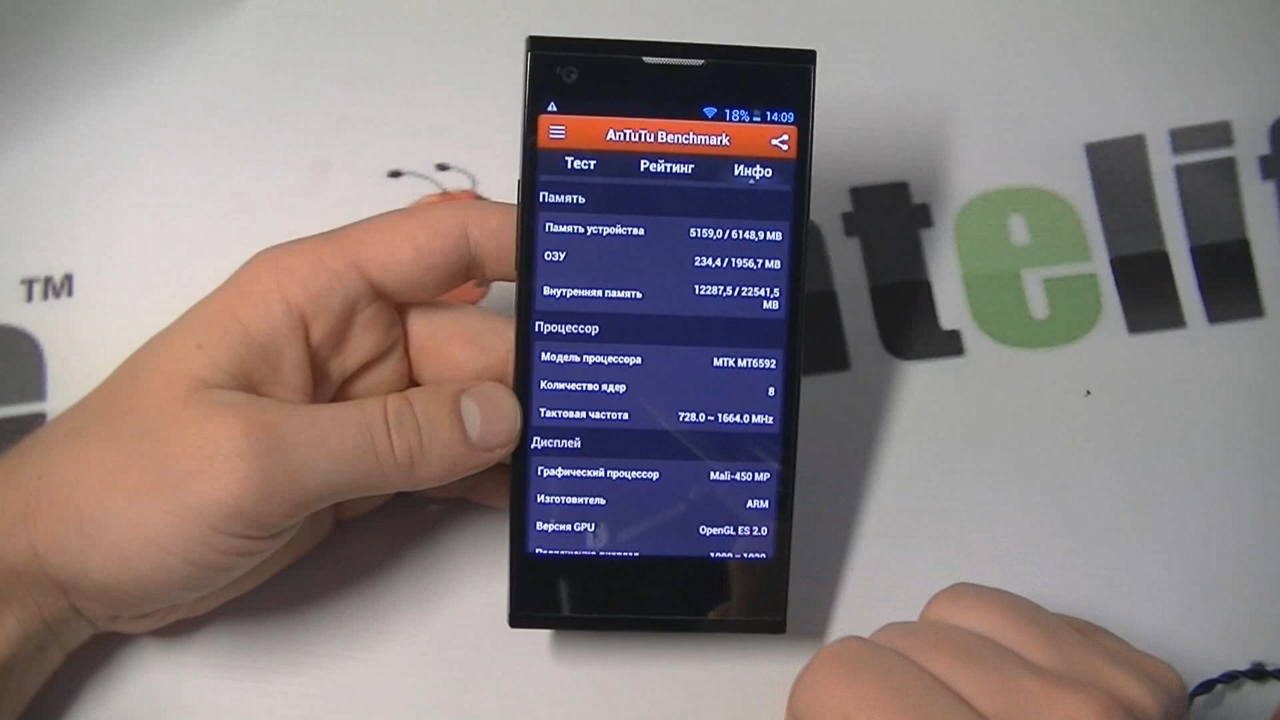 18% 14:09
AnTuTu Benchmark
Тест Рейтинг Инфо
Память
Память устройства 5159,0 / 6148,9 MB
ОЗУ 234,4 / 1956,7 MB
Внутренняя память 12287,5 / 22541,5
MB
Процессор
Модель процессора MTK MT6592
Количество ядер 8
Тактовая частота 728.0 ~ 1664.0 MHz
Дисплей
Графический процессор Mali-450 MP
Изготовитель ARM
Версия GPU OpenGL ES 2.0
TM
telif